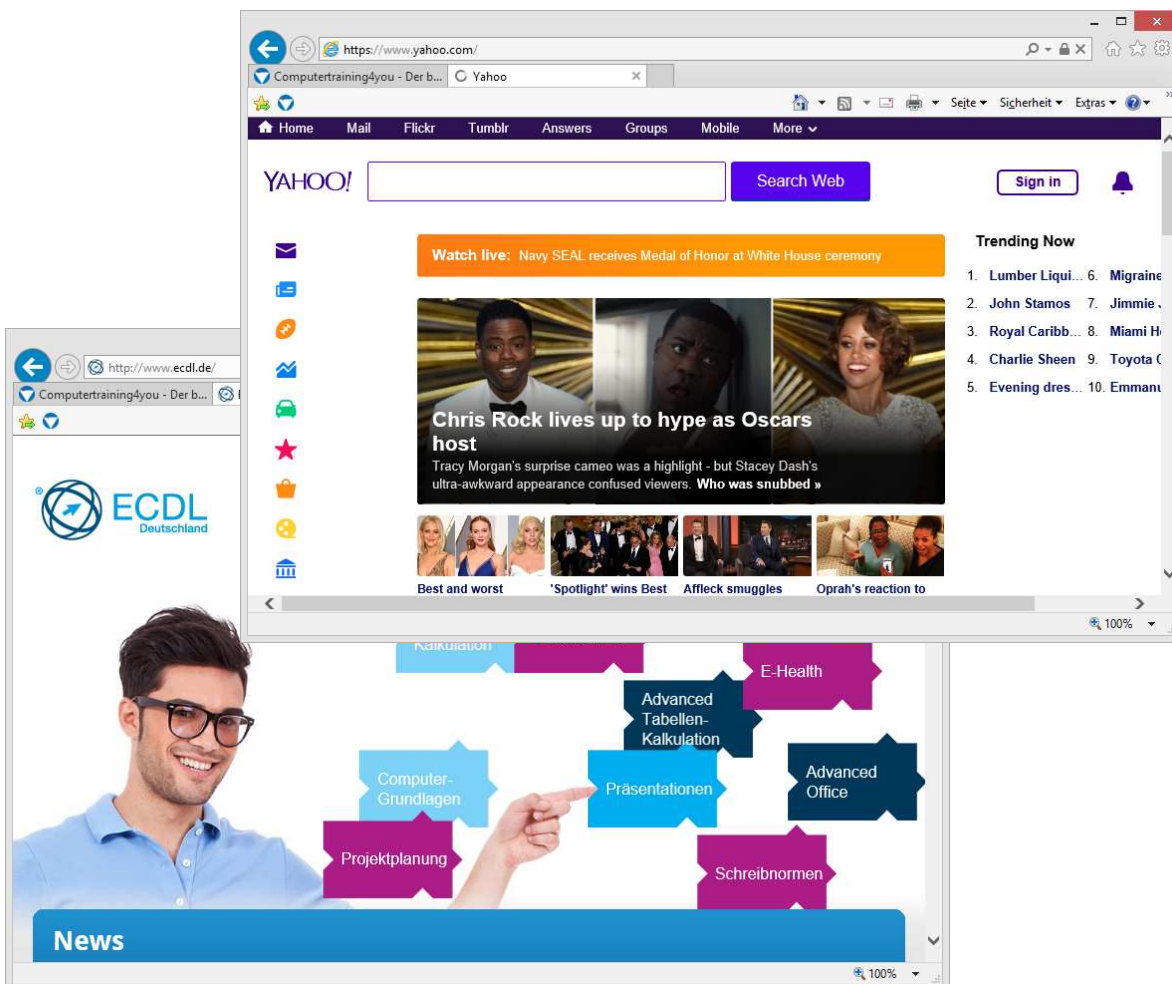 https://www.yahoo.com/
Computertraining4you - Der b... Yahoo
Seite Sicherheit Extras
Home Mail Flickr Tumblr Answers Groups Mobile More
YAHOO! Search Web Sign in
Watch live: Navy SEAL receives Medal of Honor at White House ceremony
Chris Rock lives up to hype as Oscars
host
Tracy Morgan's surprise cameo was a highlight - but Stacey Dash's
ultra-awkward appearance confused viewers. Who was snubbed »
Best and worst
'Spotlight' wins Best
Affleck smuggles
Oprah's reaction to
Trending Now
1. Lumber Liqui... 6. Migraine
2. John Stamos 7. Jimmie
3. Royal Caribb... 8. Miami
4. Charlie Sheen 9. Toyota
5. Evening dres... 10.
100%
http://www.ecdl.de/
Computertraining4you - Der b...
® ECDL
Deutschland
Kalkulation
E-Health
Advanced
Tabellen-
Kalkulation
Computer-
Grundlagen
Präsentationen
Advanced
Office
Projektplanung
Schreibnormen
News
100%